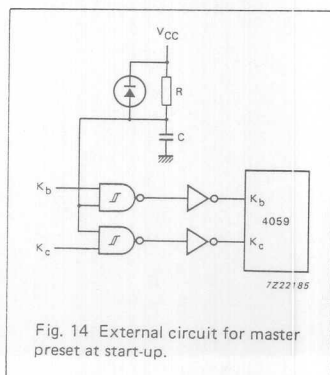 VCC
R
C
Kb
Kc
Kb
4059
Kc
7Z22185
Fig. 14 External circuit for master
preset at start-up.